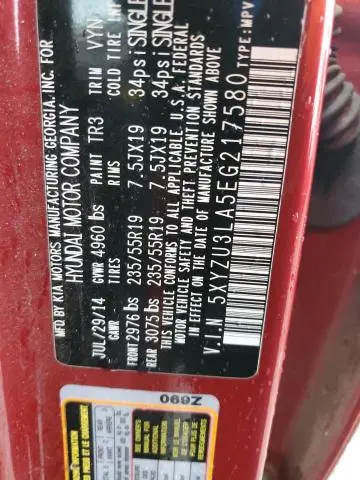 MFD BY KIA MOTORS MANUFACTURING GEORGIA, INC. FOR
HYUNDAI MOTOR COMPANY
JUL/29/14 GVWR 4960 lbs PAINT TR3 TRIM VYN
GAWR RIMS COLD TIRE INF
FRONT 2976 lbs 235/55R19 7.5JX19 34psi SINGLE
REAR 3075 lbs 235/55R19 7.5JX19 34psi SINGLE
THIS VEHICLE CONFORMS TO ALL APPLICABLE U.S.A. FEDERAL
MOTOR VEHICLE SAFETY, BUMPER AND THEFT PREVENTION STANDARDS
IN EFFECT ON THE DATE OF MANUFACTURE SHOWN ABOVE.
V.I.N 5XYZU3LA5EG217580 TYPE:MPV
Z690